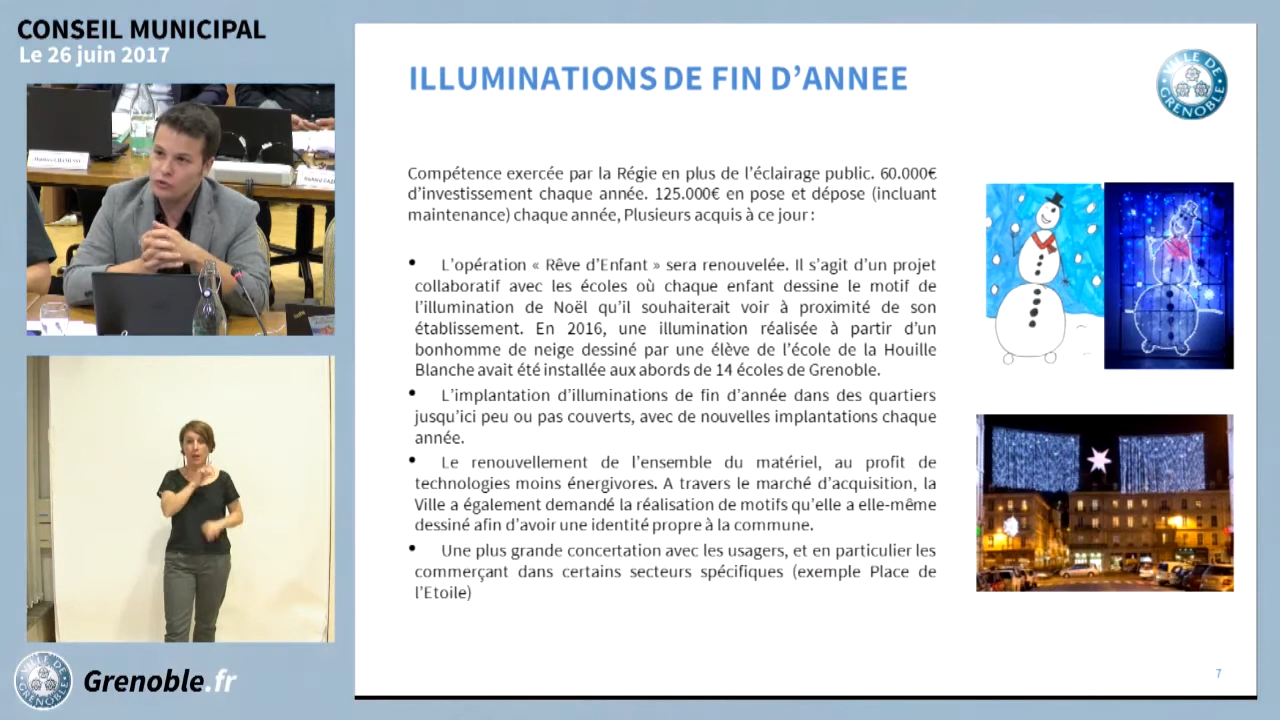 CONSEIL MUNICIPAL
Le 26 juin 2017
ILLUMINATIONS DE FIN D'ANNEE
VILLE DE GRENOBLE
Compétence exercée par la Régie en plus de l'éclairage public. 60.000€
d'investissement chaque année. 125.000€ en pose et dépose (incluant
maintenance) chaque année, Plusieurs acquis à ce jour :
• L'opération « Rêve d'Enfant » sera renouvelée. Il s'agit d'un projet
collaboratif avec les écoles où chaque enfant dessine le motif de
l'illumination de Noël qu'il souhaiterait voir à proximité de son
établissement. En 2016, une illumination réalisée à partir d'un
bonhomme de neige dessiné par une élève de l'école de la Houille
Blanche avait été installée aux abords de 14 écoles de Grenoble.
• L'implantation d'illuminations de fin d'année dans des quartiers
jusqu'ici peu ou pas couverts, avec de nouvelles implantations chaque
année.
• Le renouvellement de l'ensemble du matériel, au profit de
technologies moins énergivores. A travers le marché d'acquisition, la
Ville a également demandé la réalisation de motifs qu'elle a elle-même
dessiné afin d'avoir une identité propre à la commune.
• Une plus grande concertation avec les usagers, et en particulier les
commerçant dans certains secteurs spécifiques (exemple Place de
l'Etoile)
7
VILLE DE GRENOBLE
Grenoble.fr